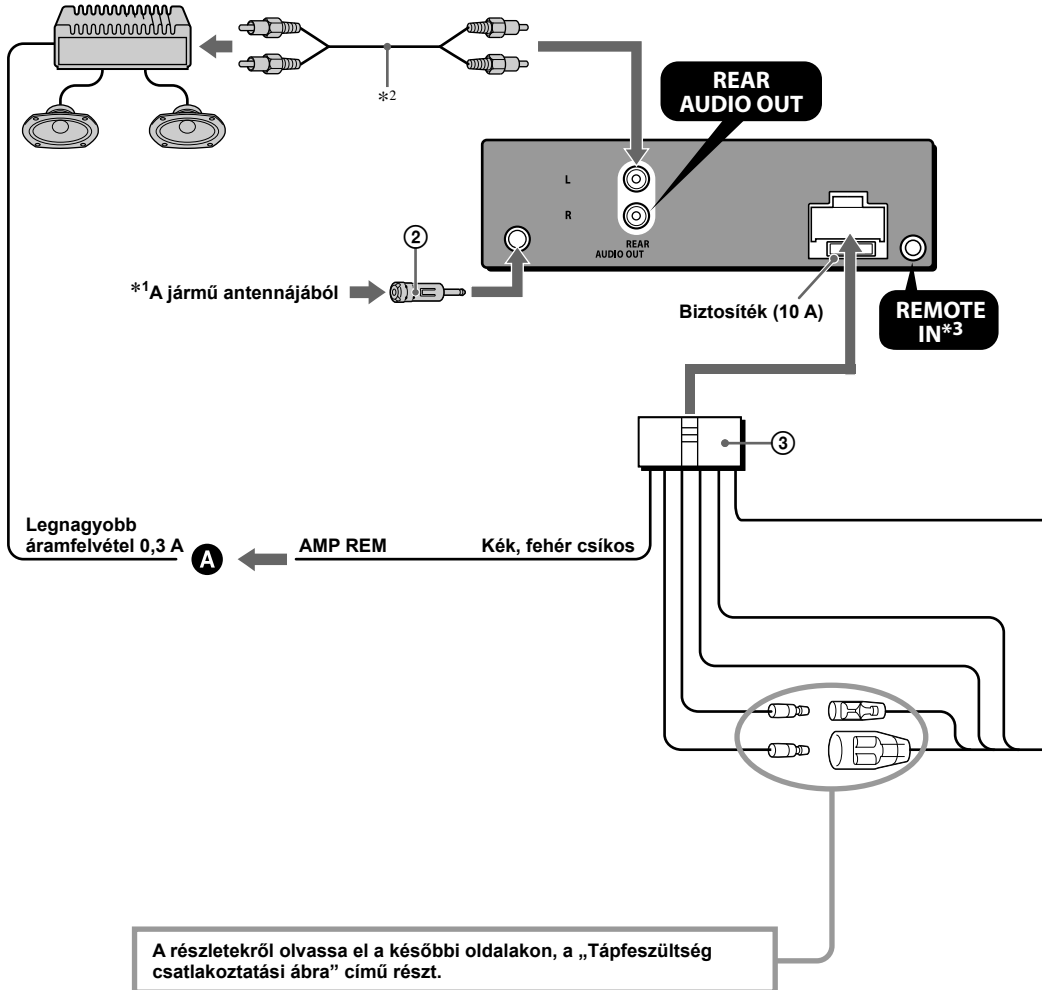 *2
REAR
AUDIO OUT
L
R
REAR
AUDIO OUT
②
*1A jármű antennájából
Biztosíték (10 A)
REMOTE
IN*3
③
Legnagyobb
áramfelvétel 0,3 A
A
AMP REM
Kék, fehér csíkos
A részletekről olvassa el a későbbi oldalakon, a „Tápfeszültség
csatlakoztatási ábra” című részt.